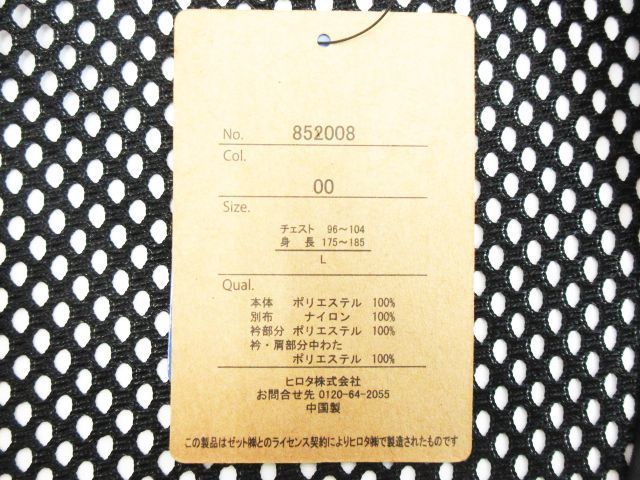 No. 852008
Col.
00
Size.
チェスト 96～104
身 長 175～185
L
Qual.
本体 ポリエステル 100%
別布 ナイロン 100%
衿部分 ポリエステル 100%
衿・肩部分中わた
ポリエステル 100%
ヒロタ株式会社
お問合せ先 0120-64-2055
中国製
この製品はゼット㈱とのライセンス契約によりヒロタ㈱で製造されたものです